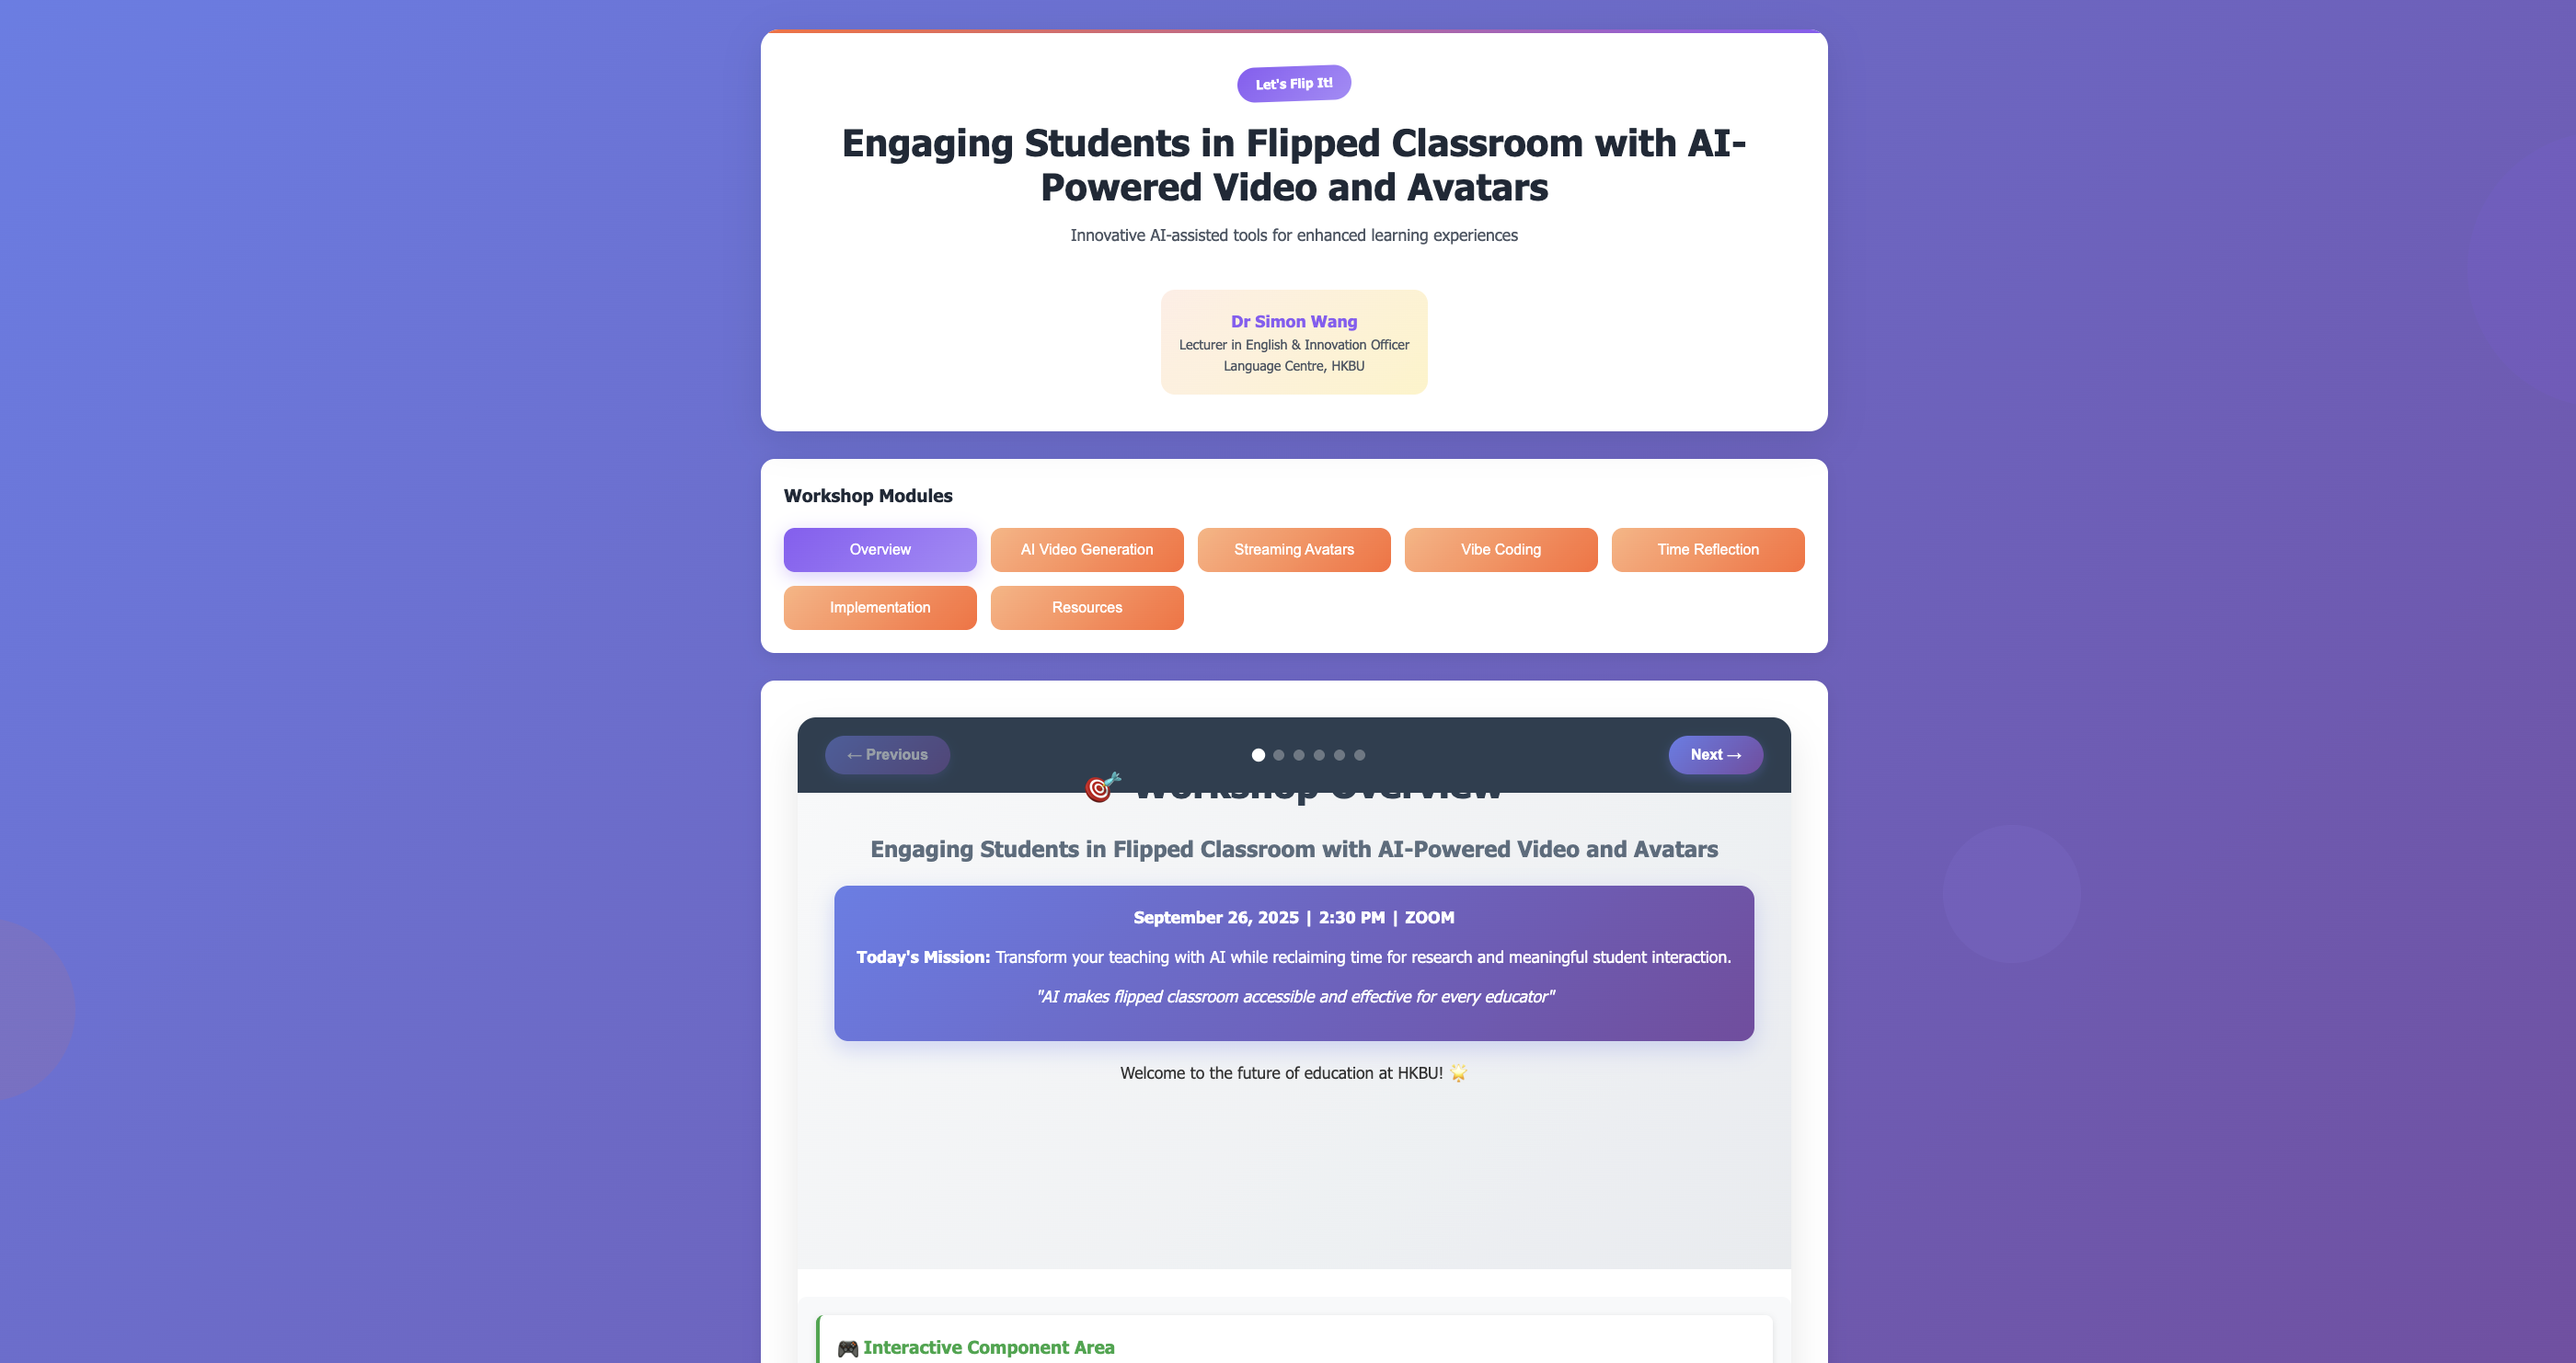 Let's Flip It!
Engaging Students in Flipped Classroom with AI-
Powered Video and Avatars
Innovative AI-assisted tools for enhanced learning experiences
Dr Simon Wang
Lecturer in English & Innovation Officer
Language Centre, HKBU
Workshop Modules
Overview
AI Video Generation
Streaming Avatars
Vibe Coding
Time Reflection
Implementation
Resources
← Previous
Next →
🎯 Workshop Overview
Engaging Students in Flipped Classroom with AI-Powered Video and Avatars
September 26, 2025 | 2:30 PM | ZOOM
Today's Mission: Transform your teaching with AI while reclaiming time for research and meaningful student interaction.
"AI makes flipped classroom accessible and effective for every educator"
Welcome to the future of education at HKBU! 🌟
🎮 Interactive Component Area